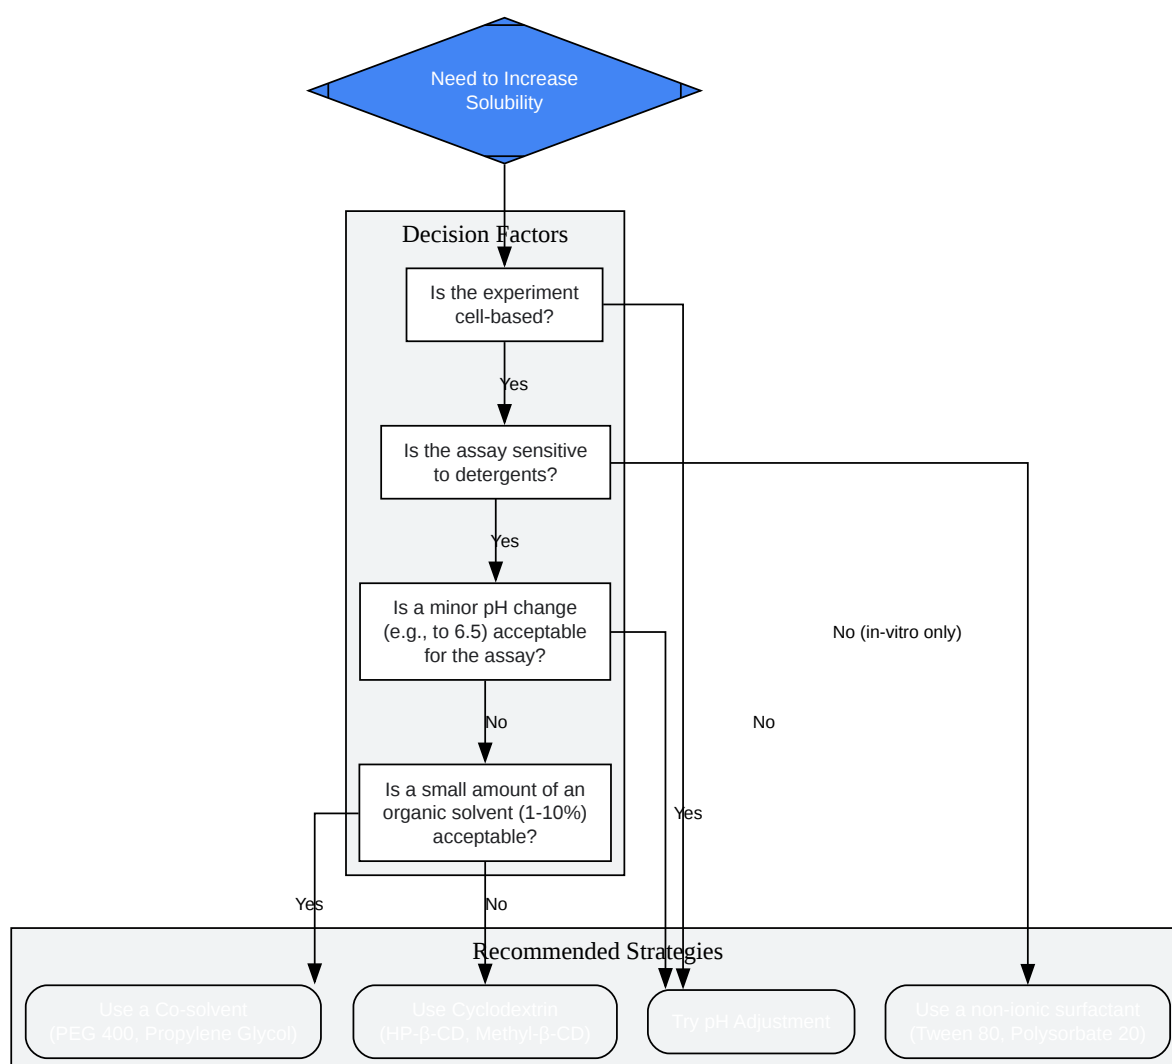 Need to Increase
Solubility
Decision Factors
Is the experiment
cell-based?
Yes
Is the assay sensitive
to detergents?
Yes
Is a minor pH change
(e.g., to 6.5) acceptable
for the assay?
No (in-vitro only)
No
No
Is a small amount of an
organic solvent (1-10%)
acceptable?
Yes
Yes
No
Recommended Strategies
Use a Co-solvent
(PEG 400, Propylene Glycol)
Use Cyclodextrin
(HP-β-CD, Methyl-β-CD)
Try pH Adjustment
Use a non-ionic surfactant
(Tween 80, Polysorbate 20)